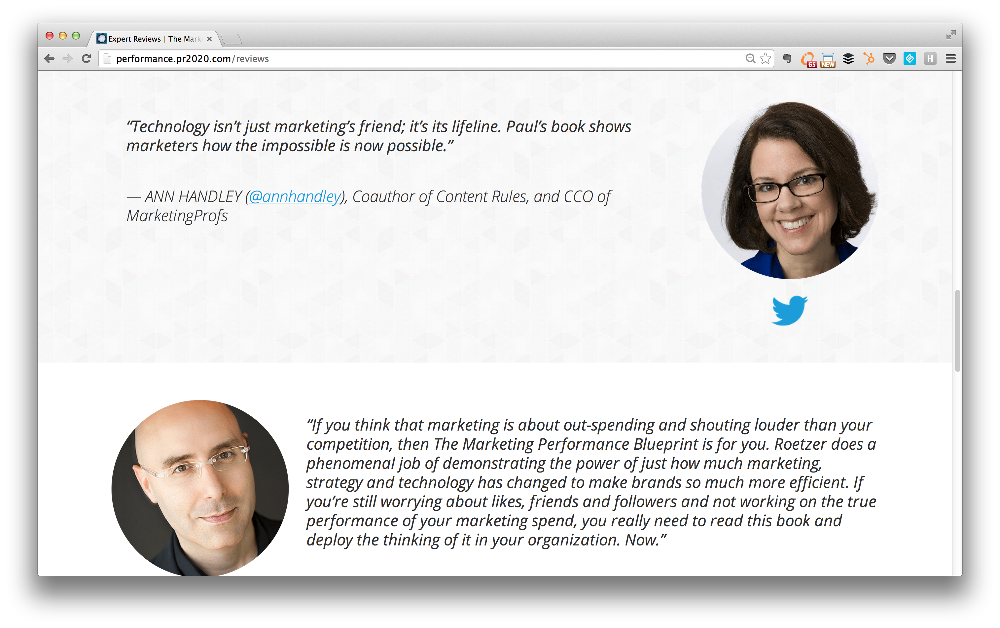 Expert Reviews | The Mark
performance.pr2020.com/reviews
65
NEW
H
“Technology isn’t just marketing’s friend; it’s its lifeline. Paul’s book shows
marketers how the impossible is now possible.”
— ANN HANDLEY (@annhandley), Coauthor of Content Rules, and CCO of
MarketingProfs
“If you think that marketing is about out-spending and shouting louder than your
competition, then The Marketing Performance Blueprint is for you. Roetzer does a
phenomenal job of demonstrating the power of just how much marketing,
strategy and technology has changed to make brands so much more efficient. If
you’re still worrying about likes, friends and followers and not working on the true
performance of your marketing spend, you really need to read this book and
deploy the thinking of it in your organization. Now.”